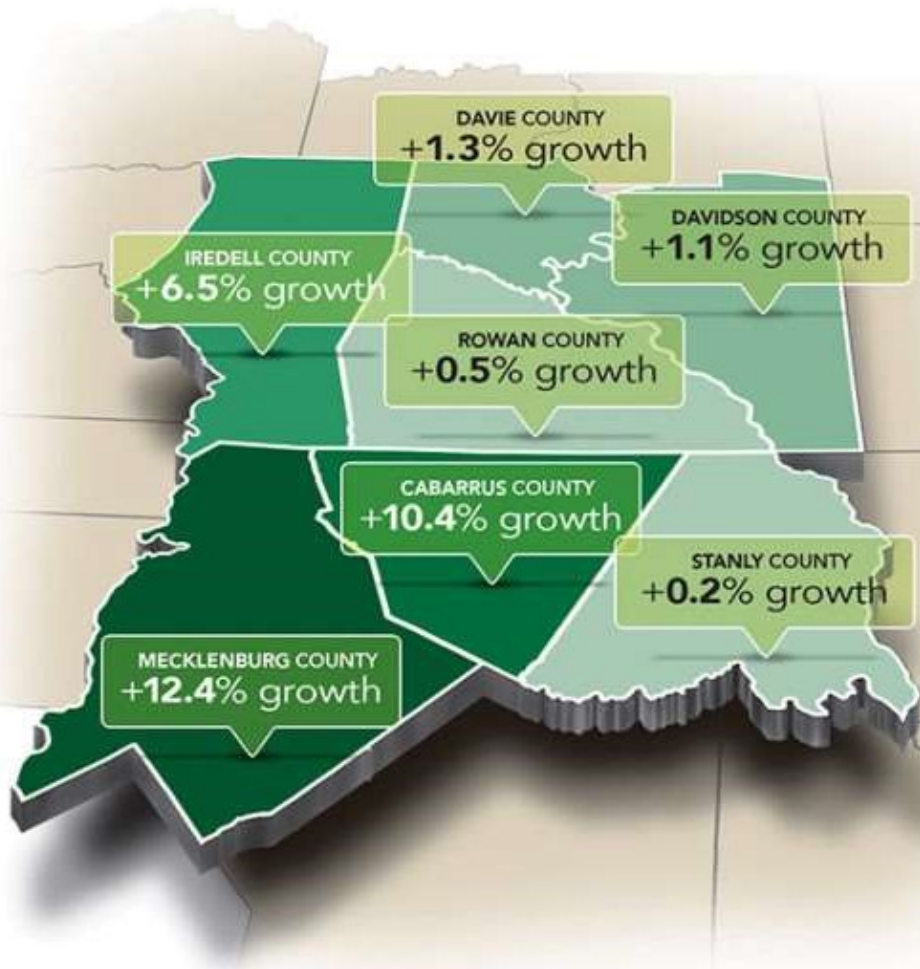 DAVIE COUNTY
+1.3% growth
DAVIDSON COUNTY
+1.1% growth
IREDELL COUNTY
+6.5% growth
ROWAN COUNTY
+0.5% growth
CABARRUS COUNTY
+10.4% growth
STANLY COUNTY
+0.2% growth
MECKLENBURG COUNTY
+12.4% growth